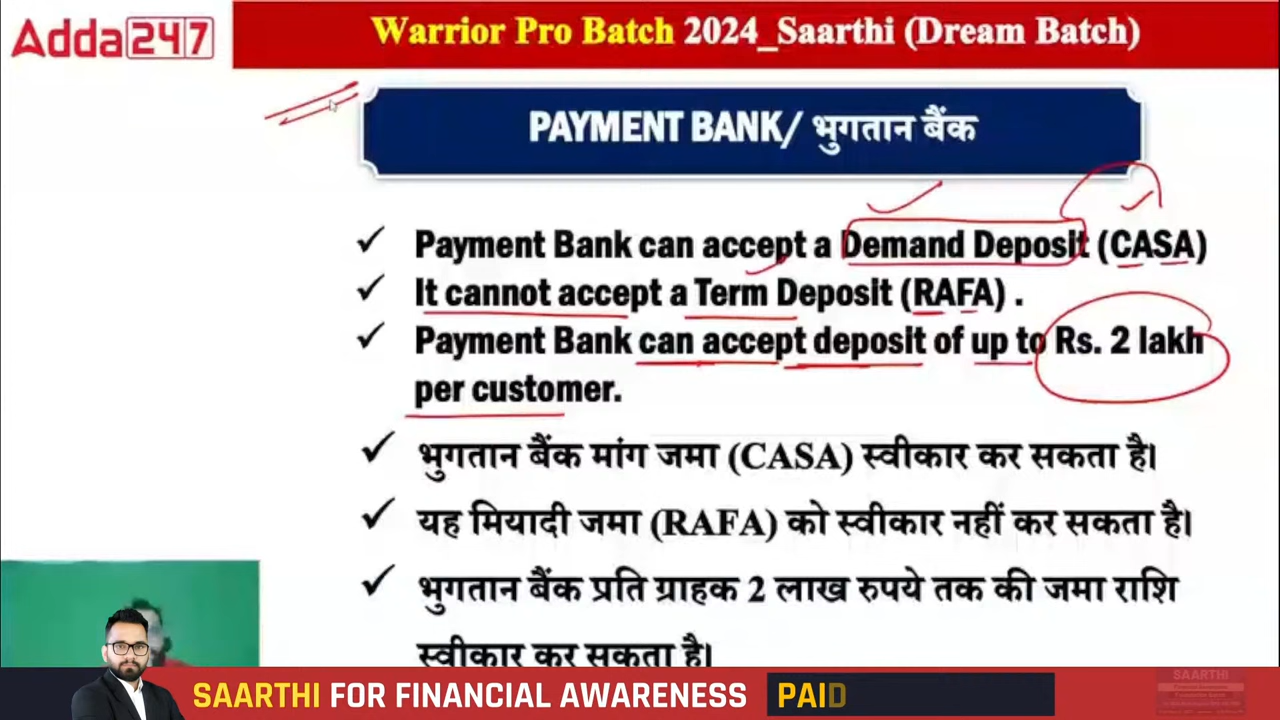 Adda247
Warrior Pro Batch 2024_Saarthi (Dream Batch)
PAYMENT BANK/ भुगतान बैंक
✓ Payment Bank can accept a Demand Deposit (CASA)
✓ It cannot accept a Term Deposit (RAFA) .
✓ Payment Bank can accept deposit of up to Rs. 2 lakh
per customer.
✓ भुगतान बैंक मांग जमा (CASA) स्वीकार कर सकता है।
✓ यह मियादी जमा (RAFA) को स्वीकार नहीं कर सकता है।
✓ भुगतान बैंक प्रति ग्राहक 2 लाख रुपये तक की जमा राशि
स्वीकार कर सकता है।
SAARTHI FOR FINANCIAL AWARENESS PAID
SAARTHI